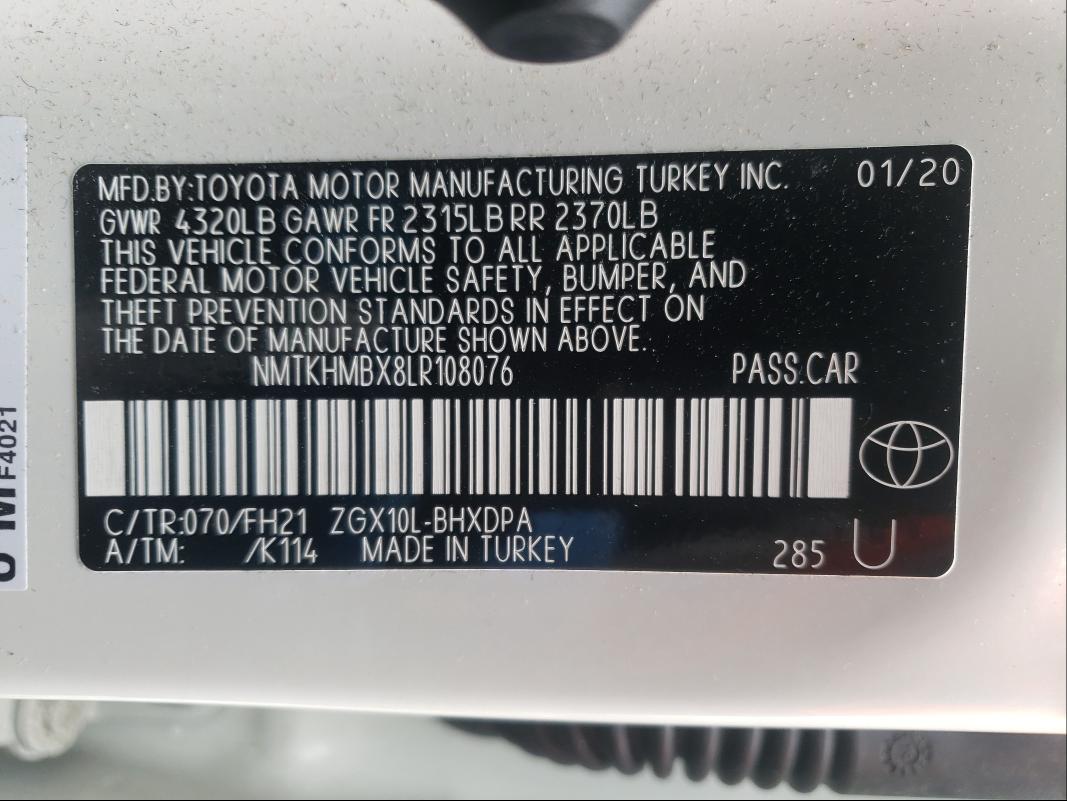 MFD.BY:TOYOTA MOTOR MANUFACTURING TURKEY INC. 01/20
GVWR 4320LB GAWR FR 2315LB RR 2370LB
THIS VEHICLE CONFORMS TO ALL APPLICABLE
FEDERAL MOTOR VEHICLE SAFETY, BUMPER, AND
THEFT PREVENTION STANDARDS IN EFFECT ON
THE DATE OF MANUFACTURE SHOWN ABOVE.
NMTKHMBX8LR108076 PASS.CAR
C/TR:070/FH21 ZGX10L-BHXDPA
A/TM: /K114 MADE IN TURKEY 285 U
F4021